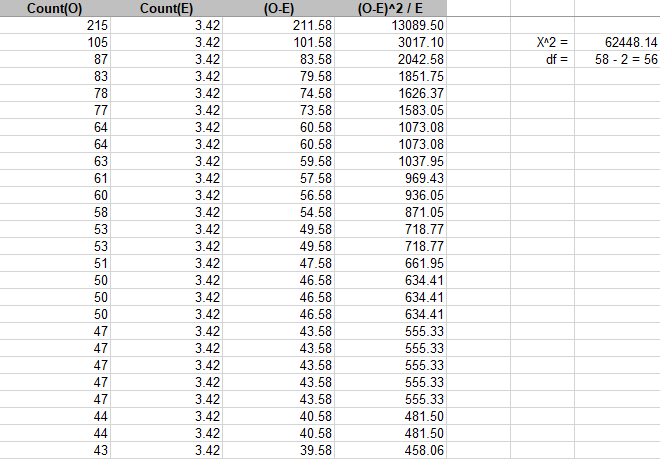 Count(O) Count(E) (O-E) (O-E)^2 / E
215 3.42 211.58 13089.50
105 3.42 101.58 3017.10 X^2 = 62448.14
87 3.42 83.58 2042.58 df = 58 - 2 = 56
83 3.42 79.58 1851.75
78 3.42 74.58 1626.37
77 3.42 73.58 1583.05
64 3.42 60.58 1073.08
64 3.42 60.58 1073.08
63 3.42 59.58 1037.95
61 3.42 57.58 969.43
60 3.42 56.58 936.05
58 3.42 54.58 871.05
53 3.42 49.58 718.77
53 3.42 49.58 718.77
51 3.42 47.58 661.95
50 3.42 46.58 634.41
50 3.42 46.58 634.41
50 3.42 46.58 634.41
47 3.42 43.58 555.33
47 3.42 43.58 555.33
47 3.42 43.58 555.33
47 3.42 43.58 555.33
47 3.42 43.58 555.33
44 3.42 40.58 481.50
44 3.42 40.58 481.50
43 3.42 39.58 458.06